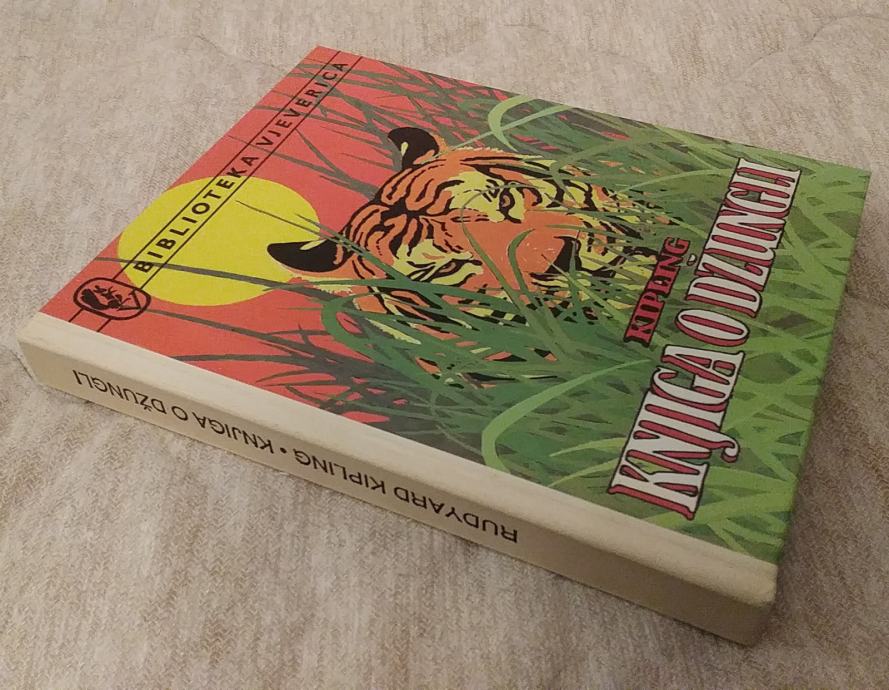 BIBLIOTEKA VJEVERICA
KIPLING
KNJIGA O DŽUNGLI
RUDYARD KIPLING • KNJIGA O DŽUNGLI